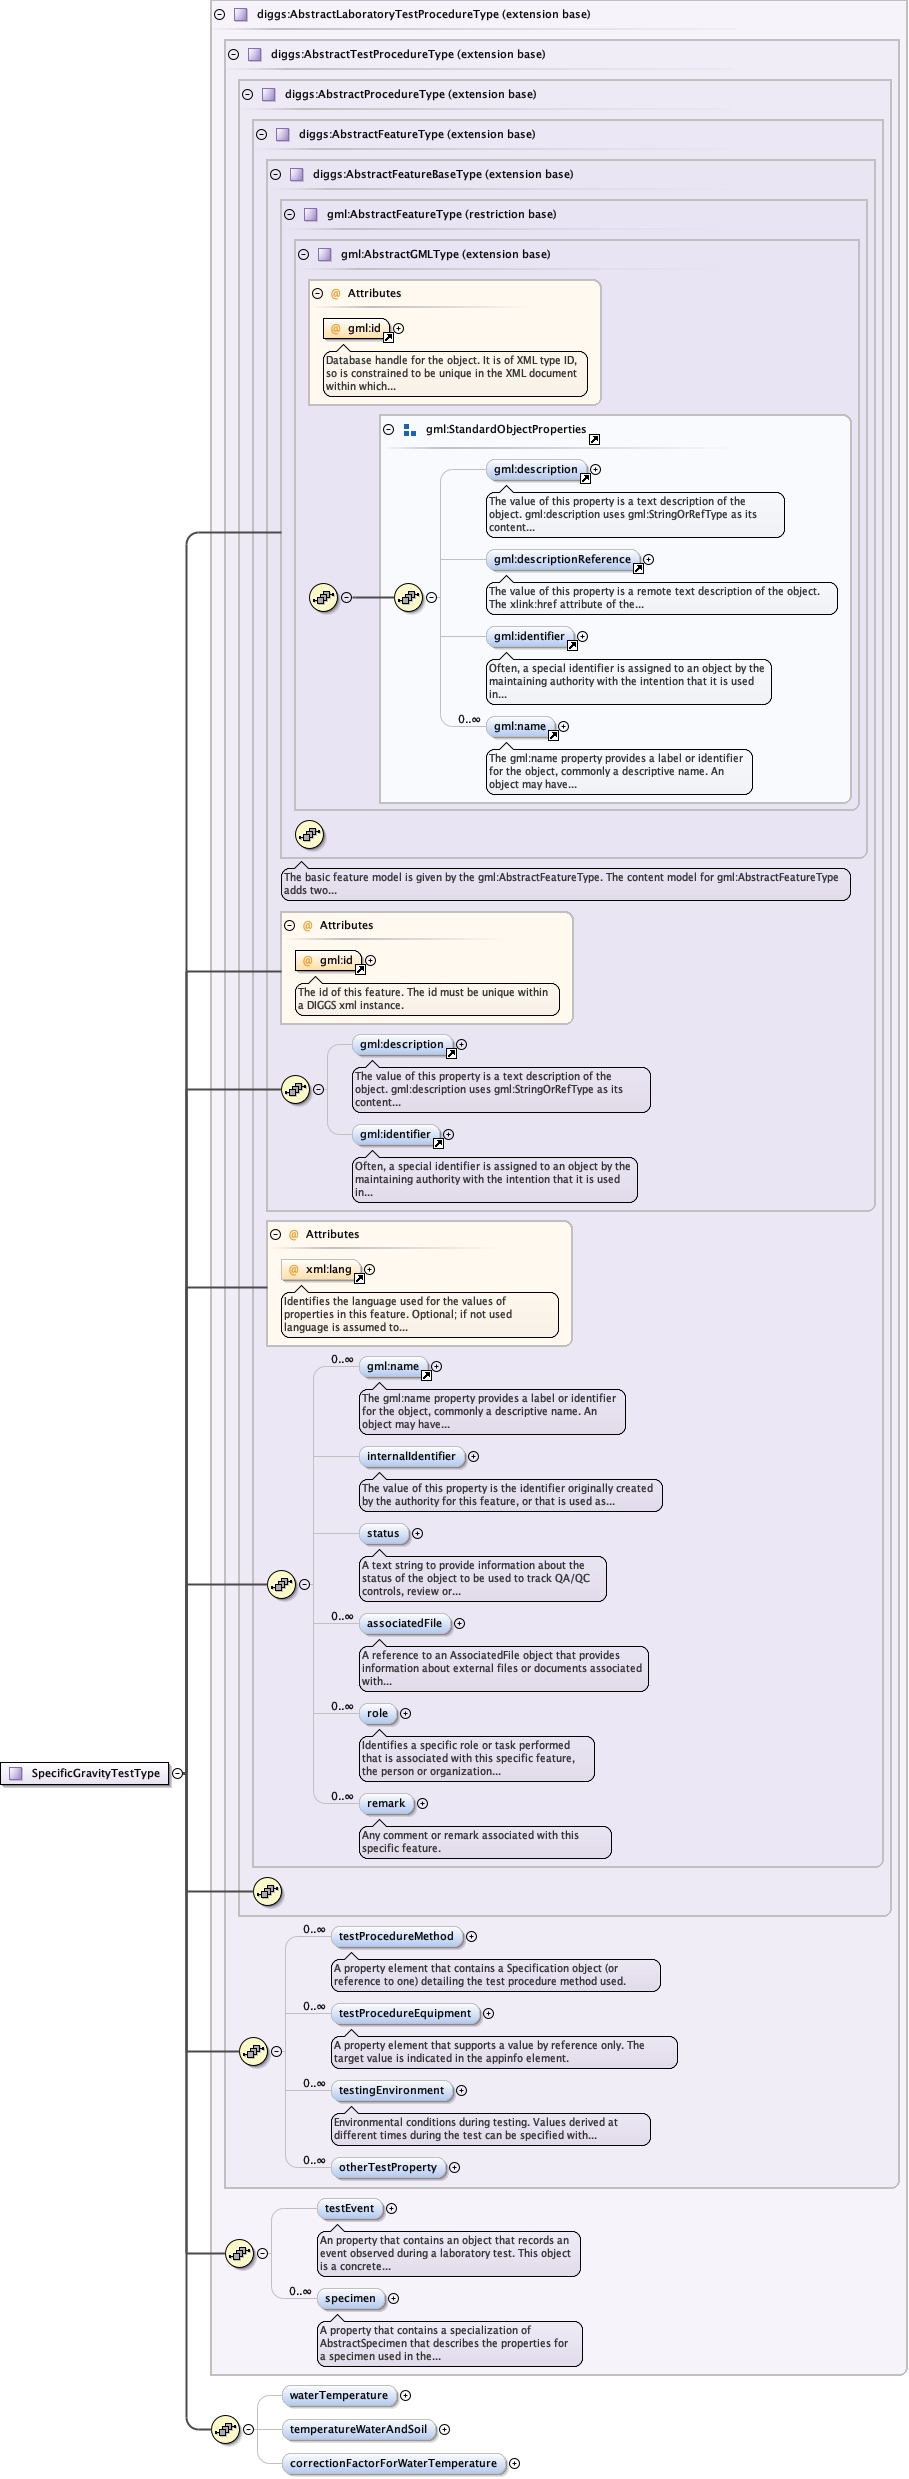 diggs:AbstractLaboratoryTestProcedureType (extension base)
diggs:AbstractTestProcedureType (extension base)
diggs:AbstractProcedureType (extension base)
diggs:AbstractFeatureType (extension base)
diggs:AbstractFeatureBaseType (extension base)
gml:AbstractFeatureType (restriction base)
gml:AbstractGMLType (extension base)
@ Attributes
@ gml:id
Database handle for the object. It is of XML type ID,
so is constrained to be unique in the XML document
within which...
gml:StandardObjectProperties
gml:description
The value of this property is a text description of the
object. gml:description uses gml:StringOrRefType as its
content...
gml:descriptionReference
The value of this property is a remote text description of the object.
The xlink:href attribute of the...
gml:identifier
Often, a special identifier is assigned to an object by the
maintaining authority with the intention that it is used
in...
0..∞
gml:name
The gml:name property provides a label or identifier
for the object, commonly a descriptive name. An
object may have...
The basic feature model is given by the gml:AbstractFeatureType. The content model for gml:AbstractFeatureType
adds two...
@ Attributes
@ gml:id
The id of this feature. The id must be unique within
a DIGGS xml instance.
gml:description
The value of this property is a text description of the
object. gml:description uses gml:StringOrRefType as its
content...
gml:identifier
Often, a special identifier is assigned to an object by the
maintaining authority with the intention that it is used
in...
@ Attributes
@ xml:lang
Identifies the language used for the values of
properties in this feature. Optional; if not used
language is assumed to...
0..∞
gml:name
The gml:name property provides a label or identifier
for the object, commonly a descriptive name. An
object may have...
internalIdentifier
The value of this property is the identifier originally created
by the authority for this feature, or that is used as...
status
A text string to provide information about the
status of the object to be used to track QA/QC
controls, review or...
0..∞
associatedFile
A reference to an AssociatedFile object that provides
information about external files or documents associated
with...
0..∞
role
Identifies a specific role or task performed
that is associated with this specific feature,
the person or organization...
SpecificGravityTestType
0..∞
remark
Any comment or remark associated with this
specific feature.
0..∞
testProcedureMethod
A property element that contains a Specification object (or
reference to one) detailing the test procedure method used.
0..∞
testProcedureEquipment
A property element that supports a value by reference only. The
target value is indicated in the appinfo element.
0..∞
testingEnvironment
Environmental conditions during testing. Values derived at
different times during the test can be specified with...
0..∞
otherTestProperty
testEvent
An property that contains an object that records an
event observed during a laboratory test. This object
is a concrete...
0..∞
specimen
A property that contains a specialization of
AbstractSpecimen that describes the properties for
a specimen used in the...
waterTemperature
temperatureWaterAndSoil
correctionFactorForWaterTemperature